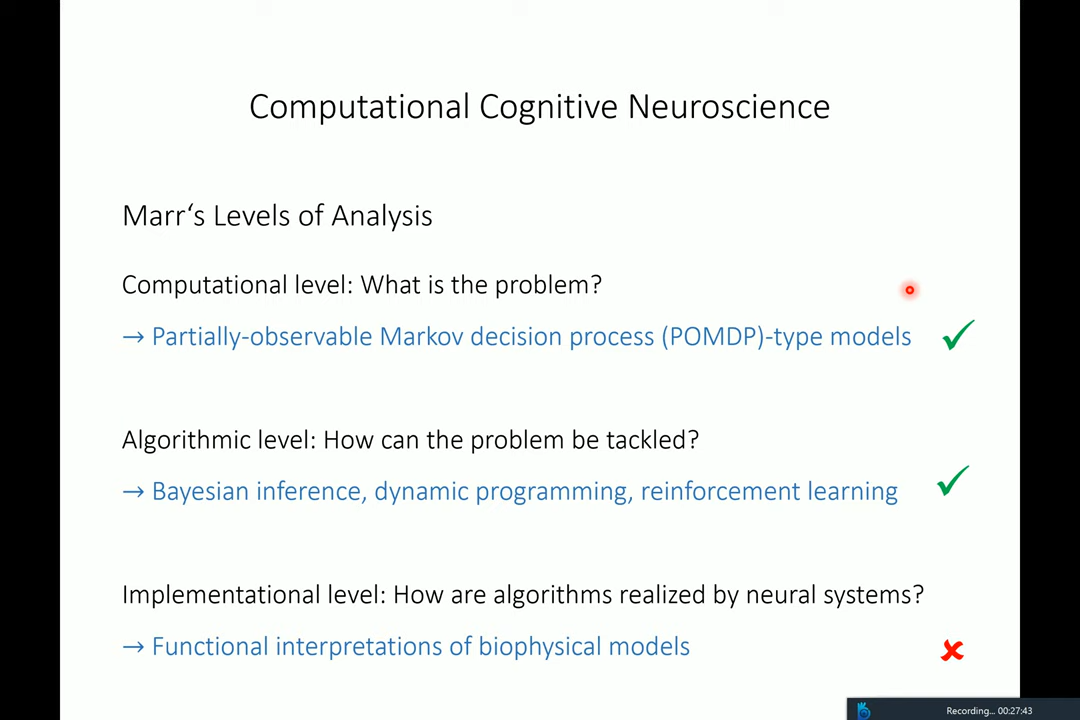 Computational Cognitive Neuroscience
Marr‘s Levels of Analysis
Computational level: What is the problem?
→ Partially-observable Markov decision process (POMDP)-type models
Algorithmic level: How can the problem be tackled?
→ Bayesian inference, dynamic programming, reinforcement learning
Implementational level: How are algorithms realized by neural systems?
→ Functional interpretations of biophysical models
Recording... 00:27:43